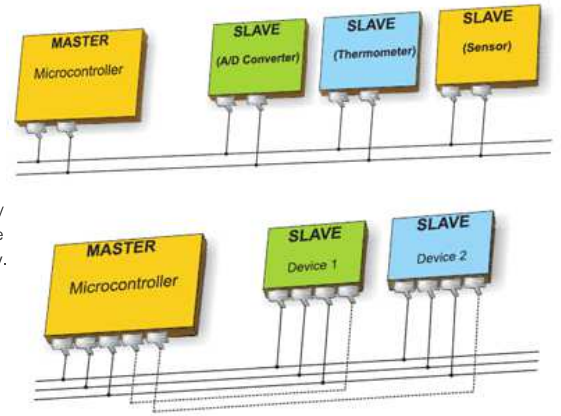 MASTER
Microcontroller
SLAVE
(A/D Converter)
SLAVE
(Thermometer)
SLAVE
(Sensor)
MASTER
Microcontroller
SLAVE
Device 1
SLAVE
Device 2